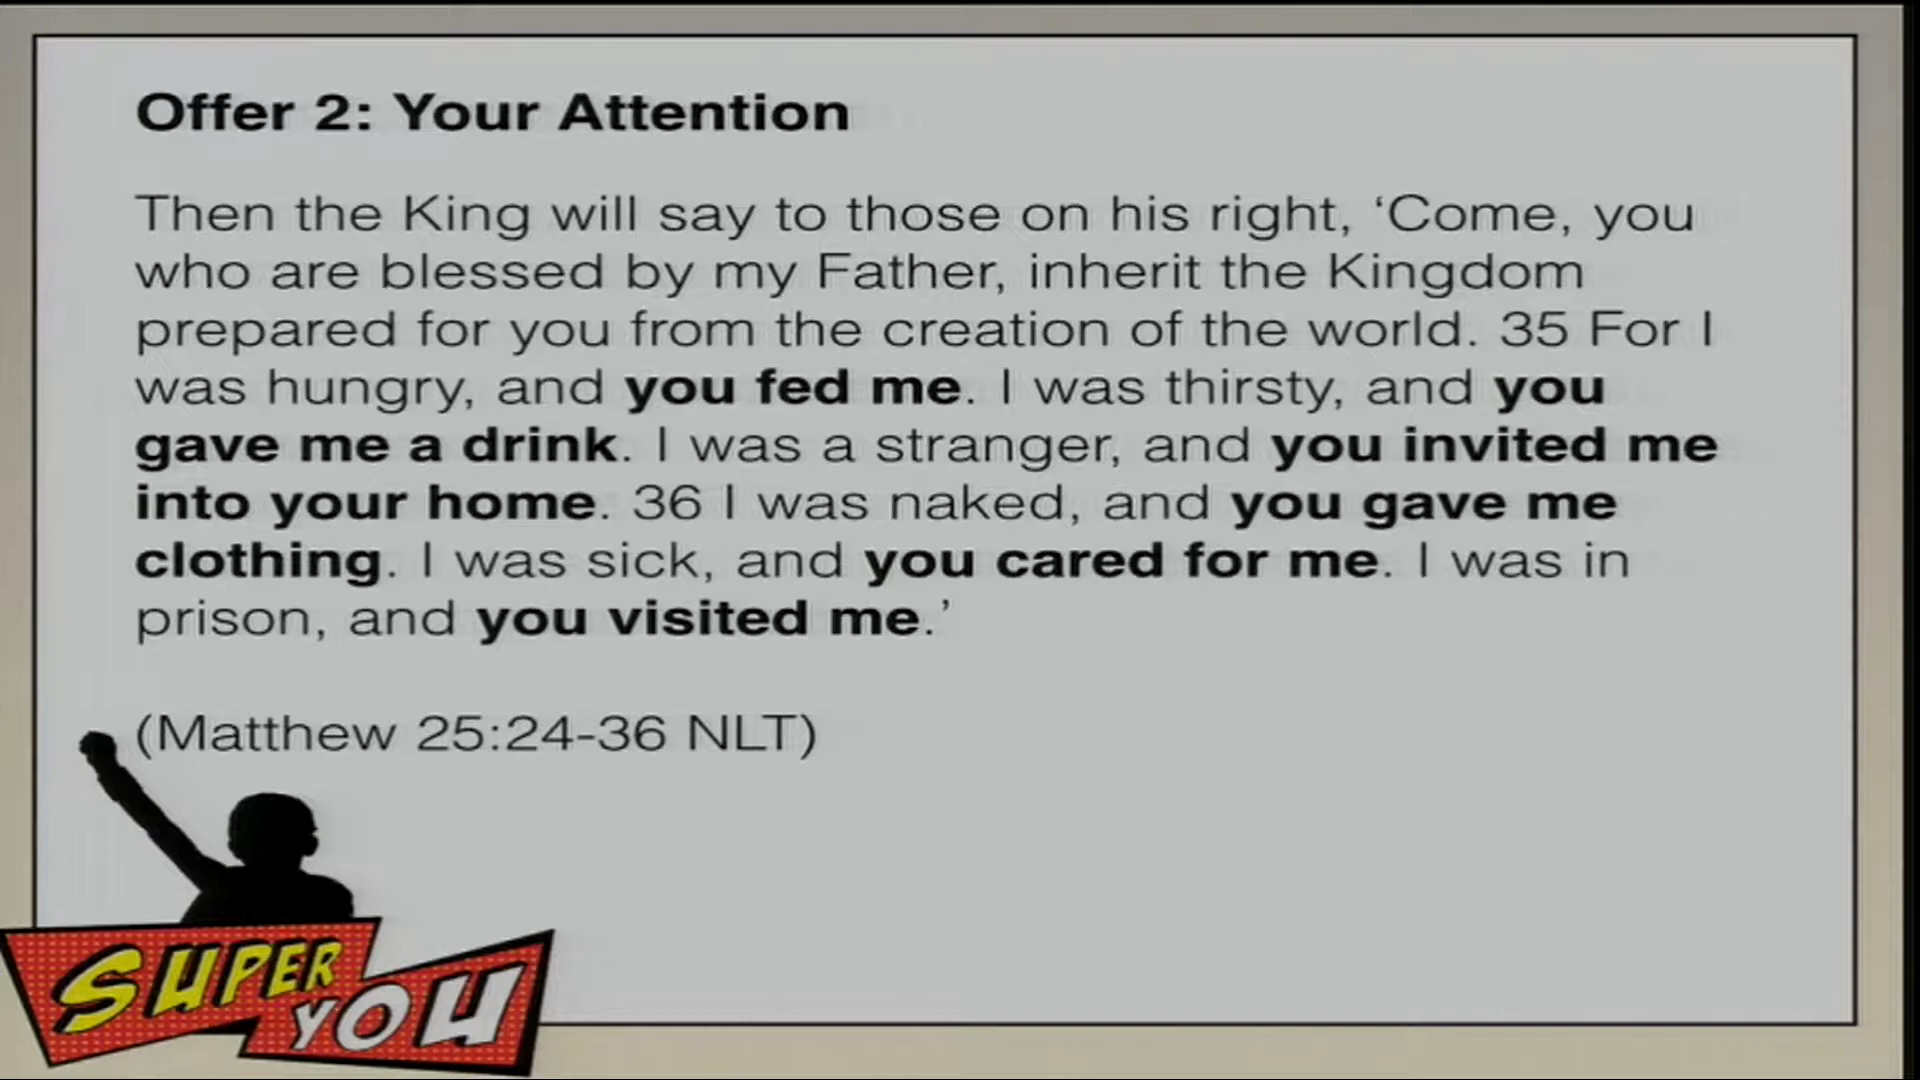 Offer 2: Your Attention
Then the King will say to those on his right, ‘Come, you
who are blessed by my Father, inherit the Kingdom
prepared for you from the creation of the world. 35 For I
was hungry, and you fed me. I was thirsty, and you
gave me a drink. I was a stranger, and you invited me
into your home. 36 I was naked, and you gave me
clothing. I was sick, and you cared for me. I was in
prison, and you visited me.’
(Matthew 25:24-36 NLT)
SUPER
YOU